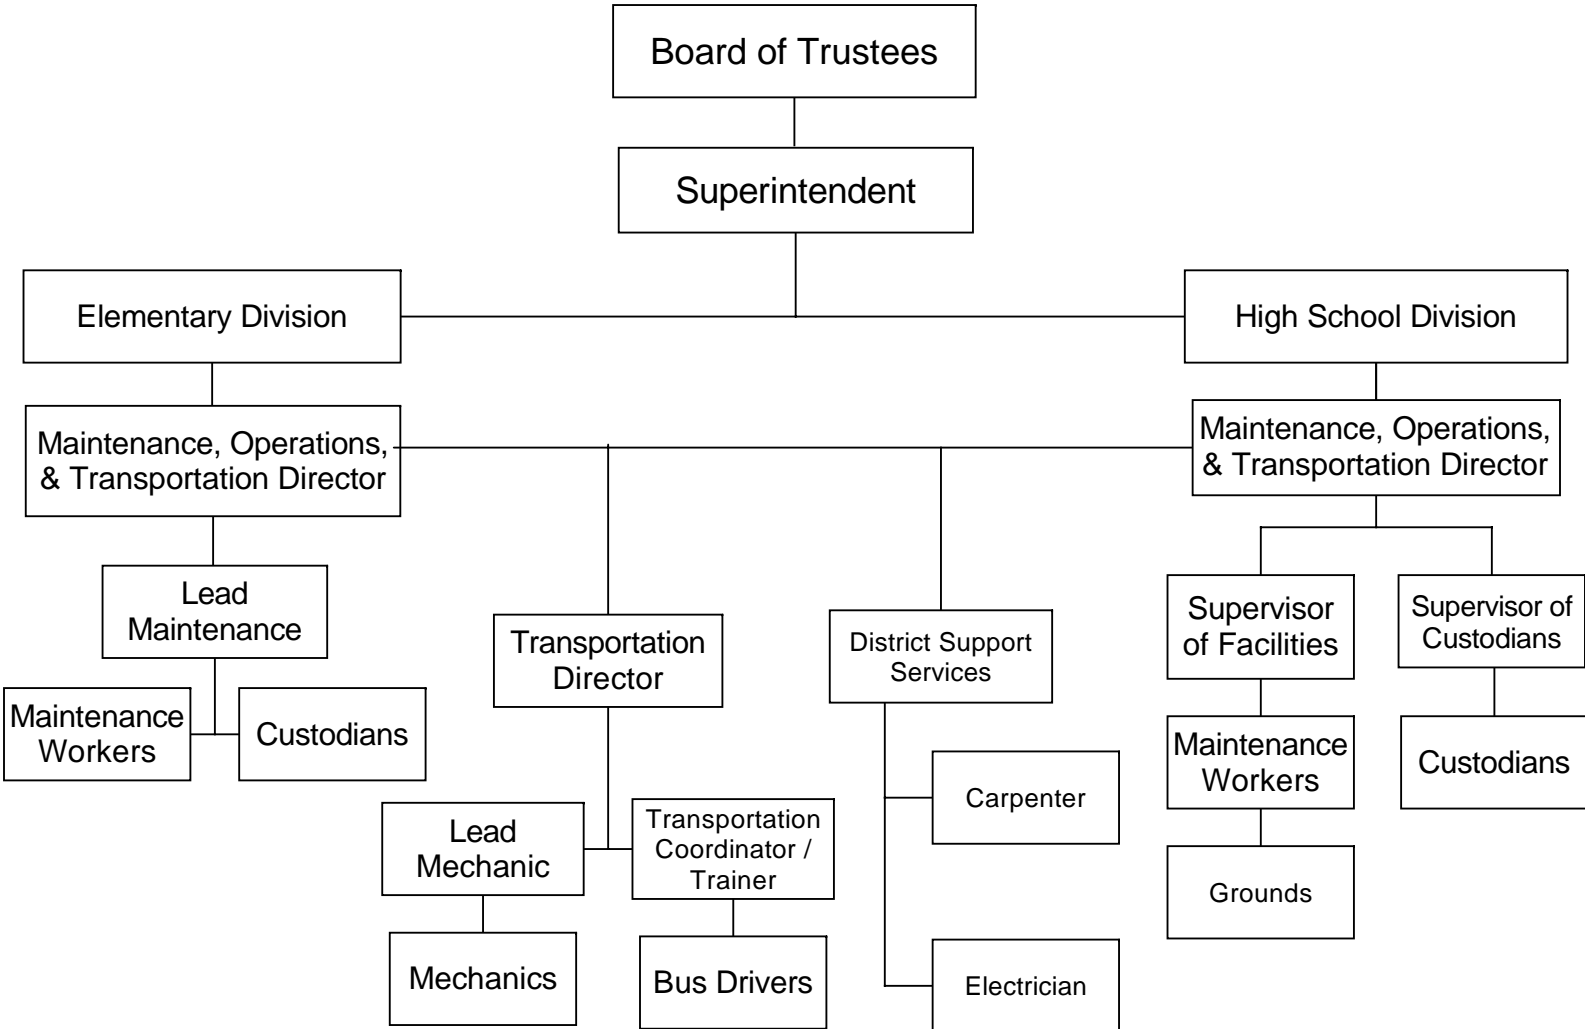 Board of Trustees
Superintendent
Elementary Division
High School Division
Maintenance, Operations,
& Transportation Director
Maintenance, Operations,
& Transportation Director
Lead
Maintenance
Transportation
Director
District Support
Services
Supervisor
of Facilities
Supervisor of
Custodians
Maintenance
Workers
Custodians
Maintenance
Workers
Custodians
Carpenter
Lead
Mechanic
Transportation
Coordinator /
Trainer
Grounds
Mechanics
Bus Drivers
Electrician